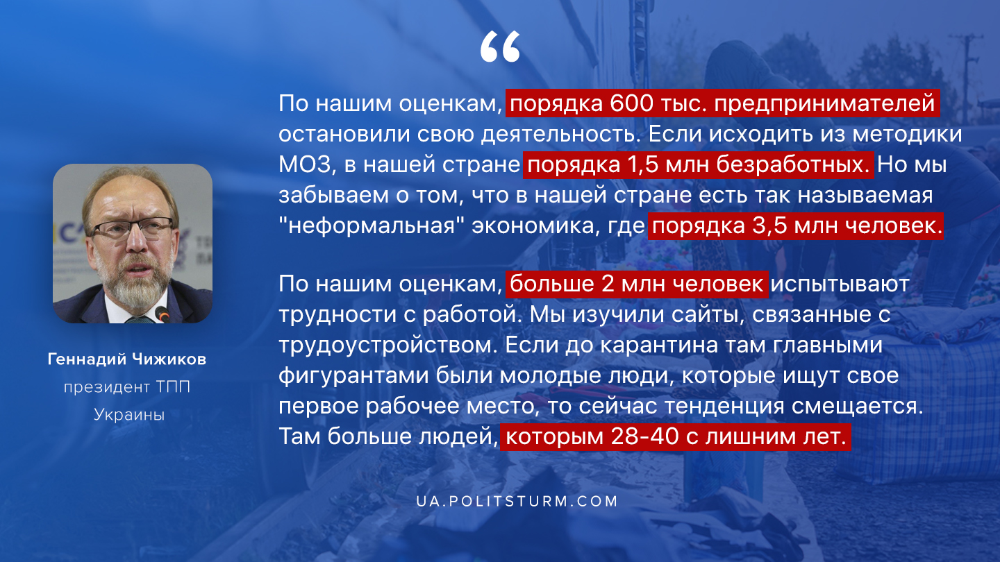 “
По нашим оценкам, порядка 600 тыс. предпринимателей
остановили свою деятельность. Если исходить из методики
МОЗ, в нашей стране порядка 1,5 млн безработных. Но мы
забываем о том, что в нашей стране есть так называемая
"неформальная" экономика, где порядка 3,5 млн человек.
По нашим оценкам, больше 2 млн человек испытывают
трудности с работой. Мы изучили сайты, связанные с
трудоустройством. Если до карантина там главными
фигурантами были молодые люди, которые ищут свое
первое рабочее место, то сейчас тенденция смещается.
Там больше людей, которым 28-40 с лишним лет.
Геннадий Чижиков
президент ТПП
Украины
UA.POLITSTURM.COM